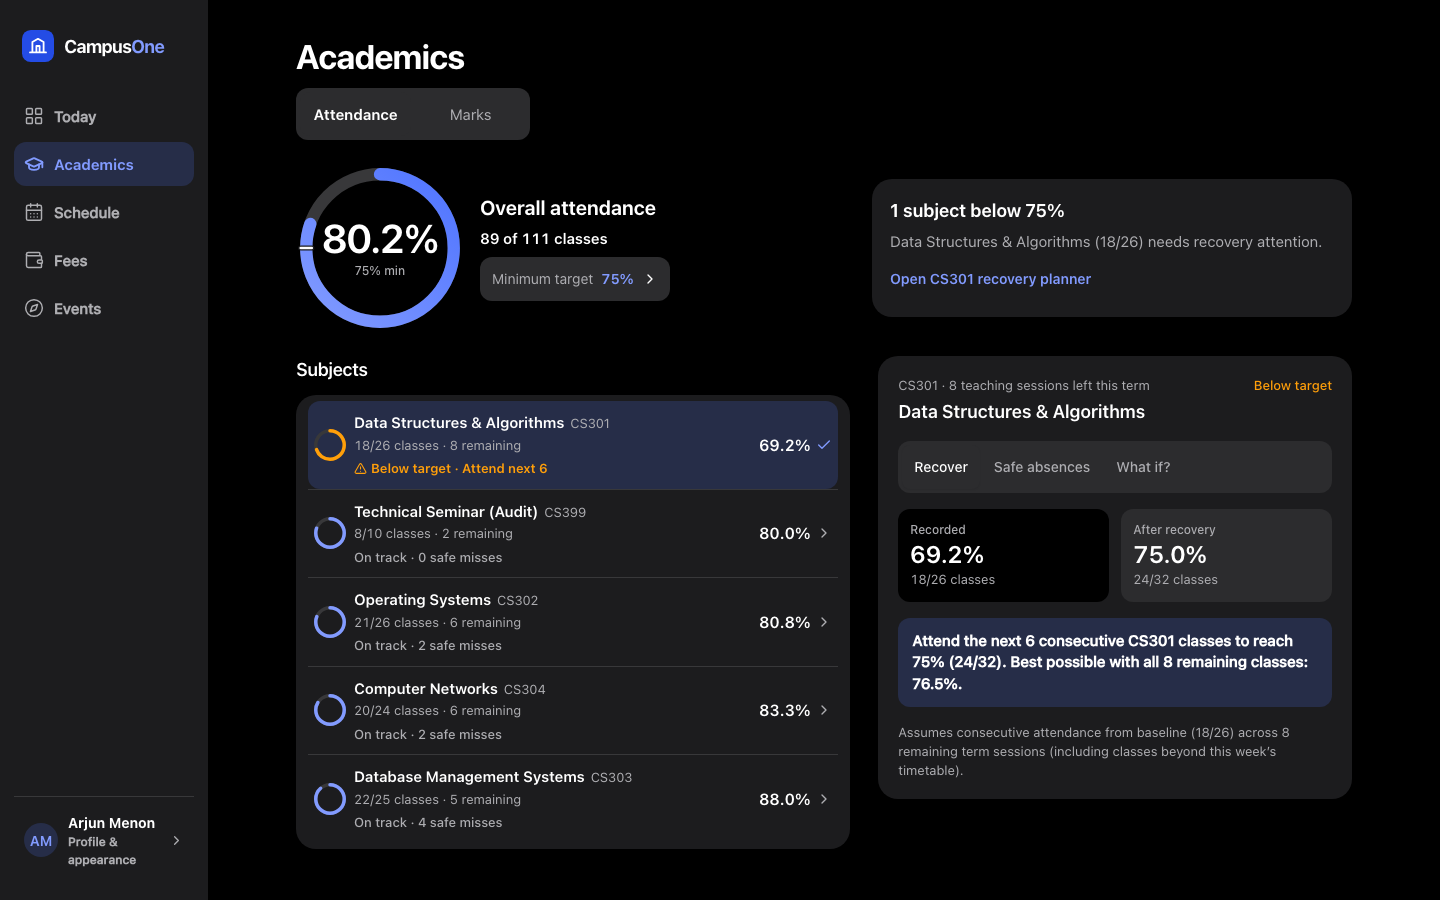 CampusOne
Today
Academics
Schedule
Fees
Events
AM
Arjun Menon
Profile &
appearance
Academics
Attendance
Marks
80.2%
75% min
Overall attendance
89 of 111 classes
Minimum target 75%
1 subject below 75%
Data Structures & Algorithms (18/26) needs recovery attention.
Open CS301 recovery planner
Subjects
Data Structures & Algorithms CS301
18/26 classes · 8 remaining
Below target · Attend next 6
69.2%
Technical Seminar (Audit) CS399
8/10 classes · 2 remaining
On track · 0 safe misses
80.0%
Operating Systems CS302
21/26 classes · 6 remaining
On track · 2 safe misses
80.8%
Computer Networks CS304
20/24 classes · 6 remaining
On track · 2 safe misses
83.3%
Database Management Systems CS303
22/25 classes · 5 remaining
On track · 4 safe misses
88.0%
CS301 · 8 teaching sessions left this term
Below target
Data Structures & Algorithms
Recover
Safe absences
What if?
Recorded
69.2%
18/26 classes
After recovery
75.0%
24/32 classes
Attend the next 6 consecutive CS301 classes to reach
75% (24/32). Best possible with all 8 remaining classes:
76.5%.
Assumes consecutive attendance from baseline (18/26) across 8
remaining term sessions (including classes beyond this week's
timetable).